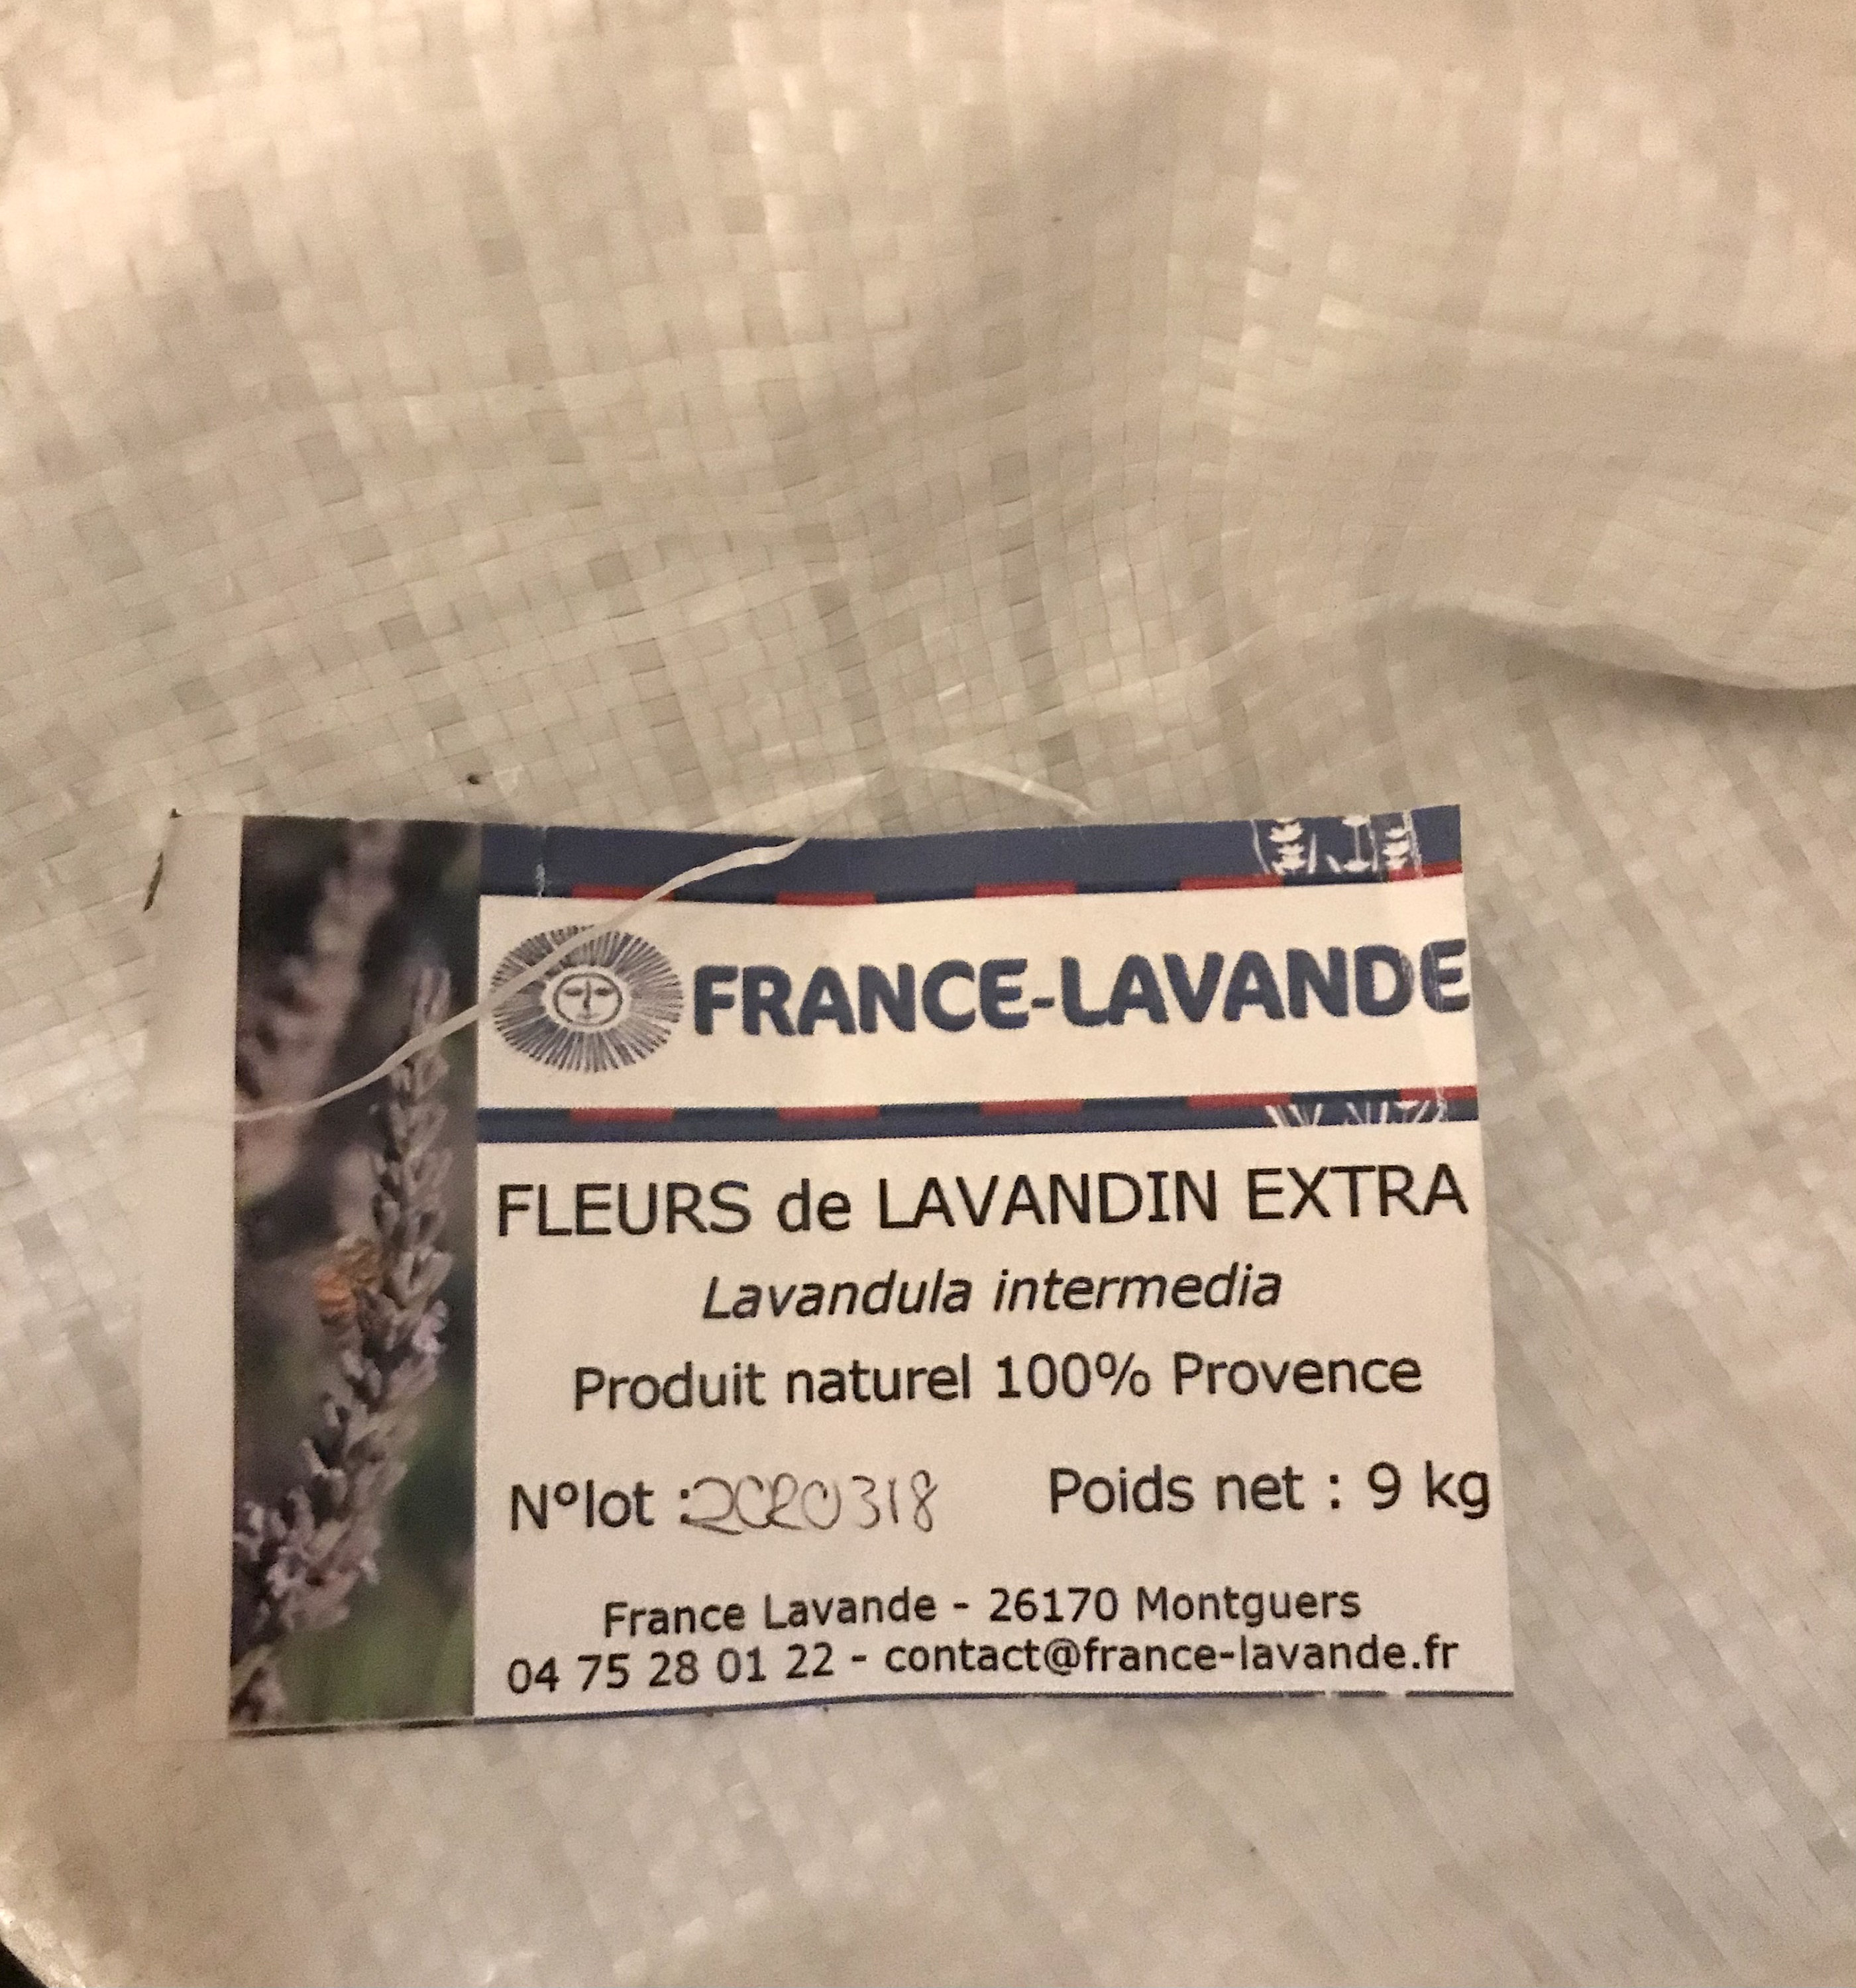 FRANCE-LAVANDE
FLEURS de LAVANDIN EXTRA
Lavandula intermedia
Produit naturel 100% Provence
N°lot : 2020318 Poids net : 9 kg
France Lavande - 26170 Montguers
04 75 28 01 22 - contact@france-lavande.fr